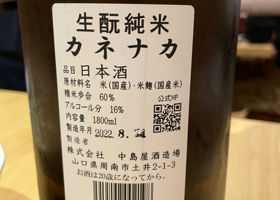 生酛純米
カネナカ
品目 日本酒
原材料名 米(国産)・米麹(国産米)
精米歩合 60%
アルコール分 16%
内容量 1800ml
公式HP
製造年月 2022.8.
製造者
株式会社 中島屋酒造場
山口県周南市土井2-1-3
お酒は20歳になってから。